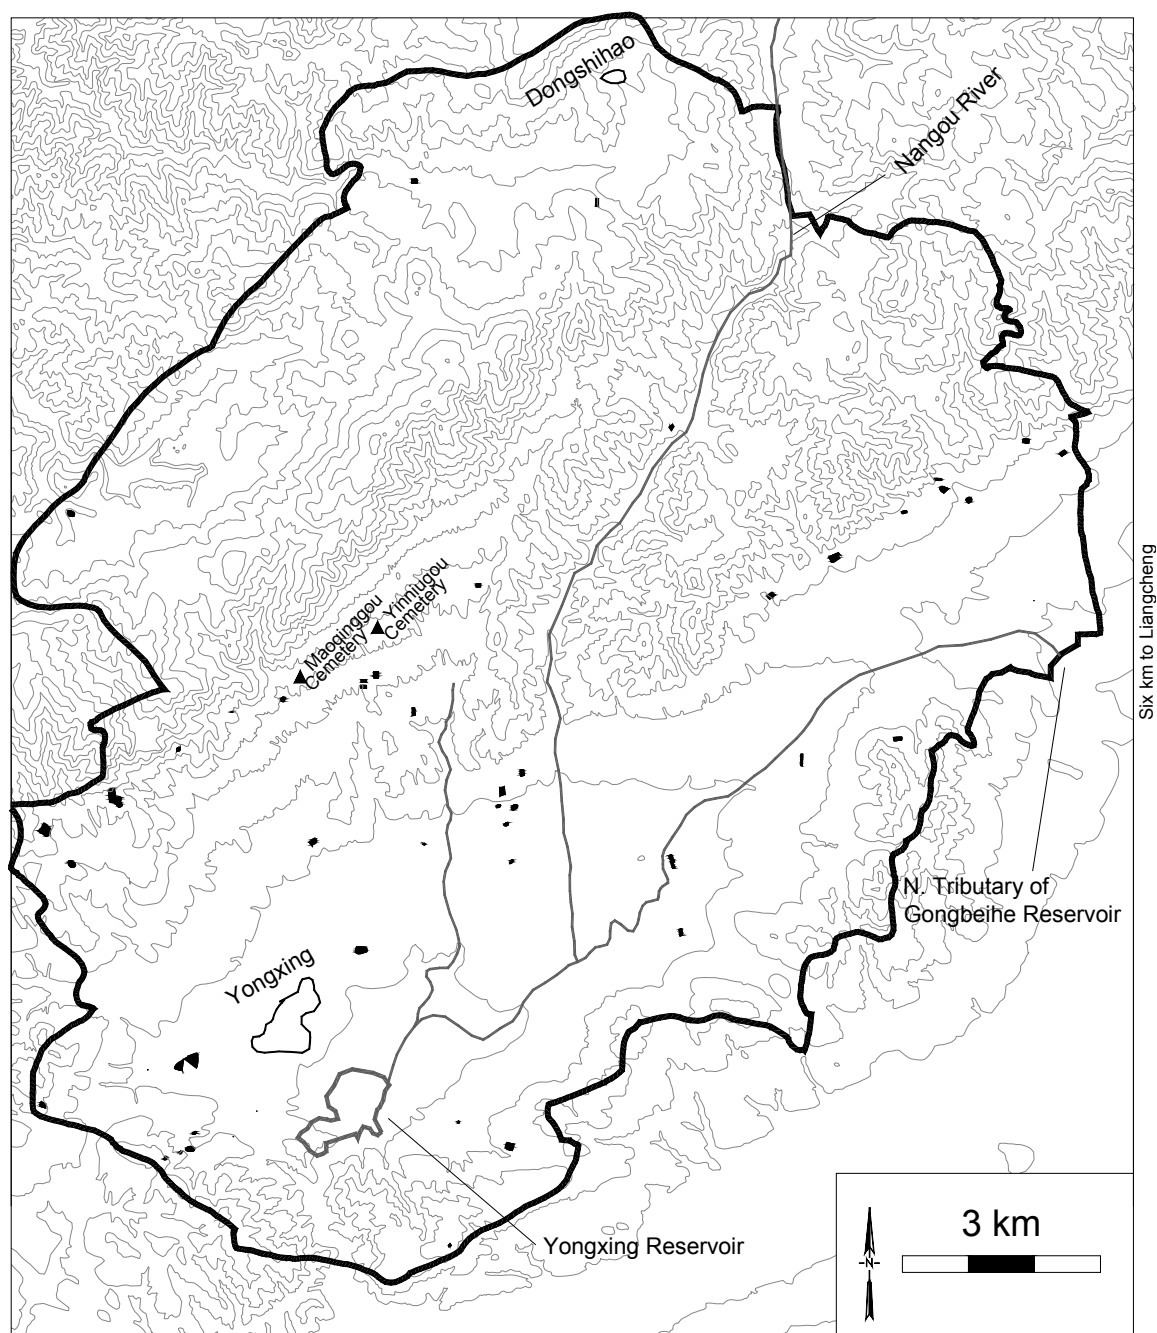 Dongshihao
Nangou River
Six km to Liangcheng
Maoqinggou
Cemetery
Yinniugou
Cemetery
N. Tributary of
Gongbeihe Reservoir
Yongxing
3 km
N
Yongxing Reservoir